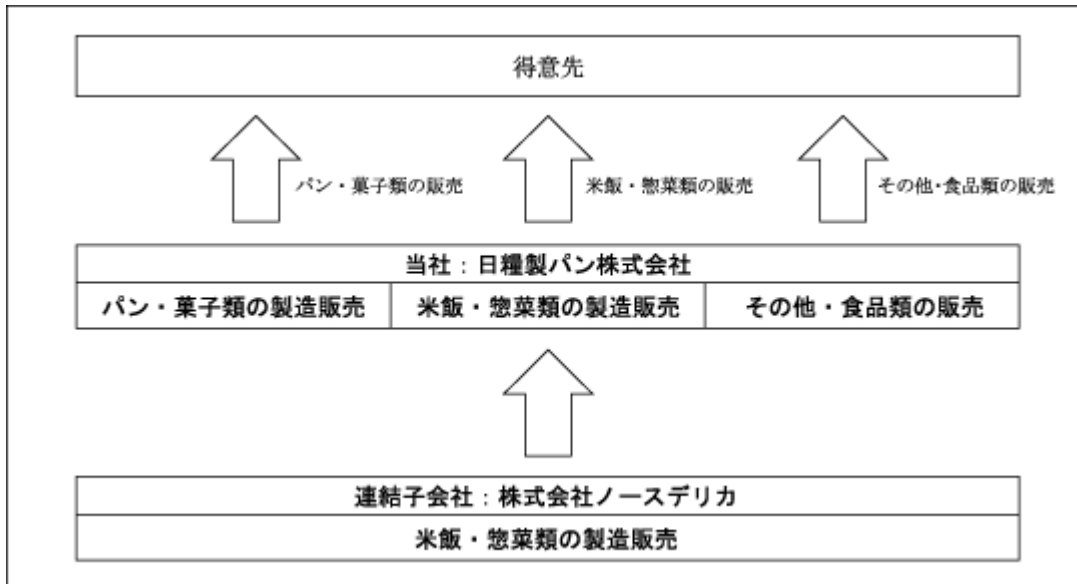 得意先
パン・菓子類の販売
米飯・惣菜類の販売
その他・食品類の販売
当社：日糧製パン株式会社
パン・菓子類の製造販売
米飯・惣菜類の製造販売
その他・食品類の販売
連結子会社：株式会社ノースデリカ
米飯・惣菜類の製造販売